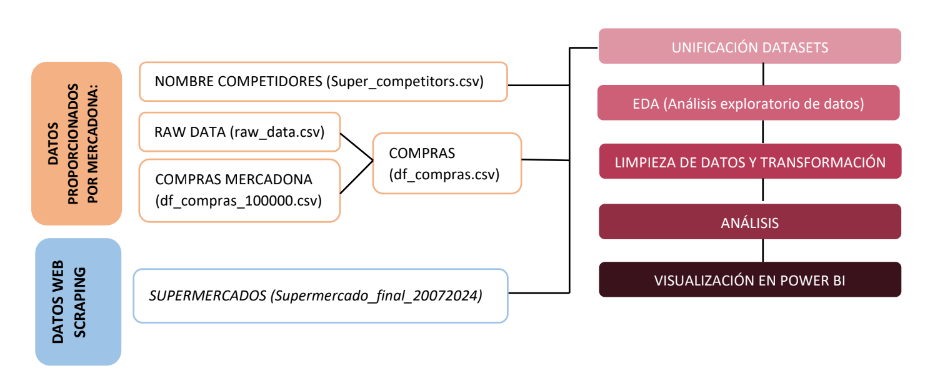 DATOS
PROPORCIONADOS
POR MERCADONA:
NOMBRE COMPETIDORES (Super_competitors.csv)
RAW DATA (raw_data.csv)
COMPRAS MERCADONA
(df_compras_100000.csv)
COMPRAS
(df_compras.csv)
DATOS WEB
SCRAPING
SUPERMERCADOS (Supermercado_final_20072024)
UNIFICACIÓN DATASETS
EDA (Análisis exploratorio de datos)
LIMPIEZA DE DATOS Y TRANSFORMACIÓN
ANÁLISIS
VISUALIZACIÓN EN POWER BI